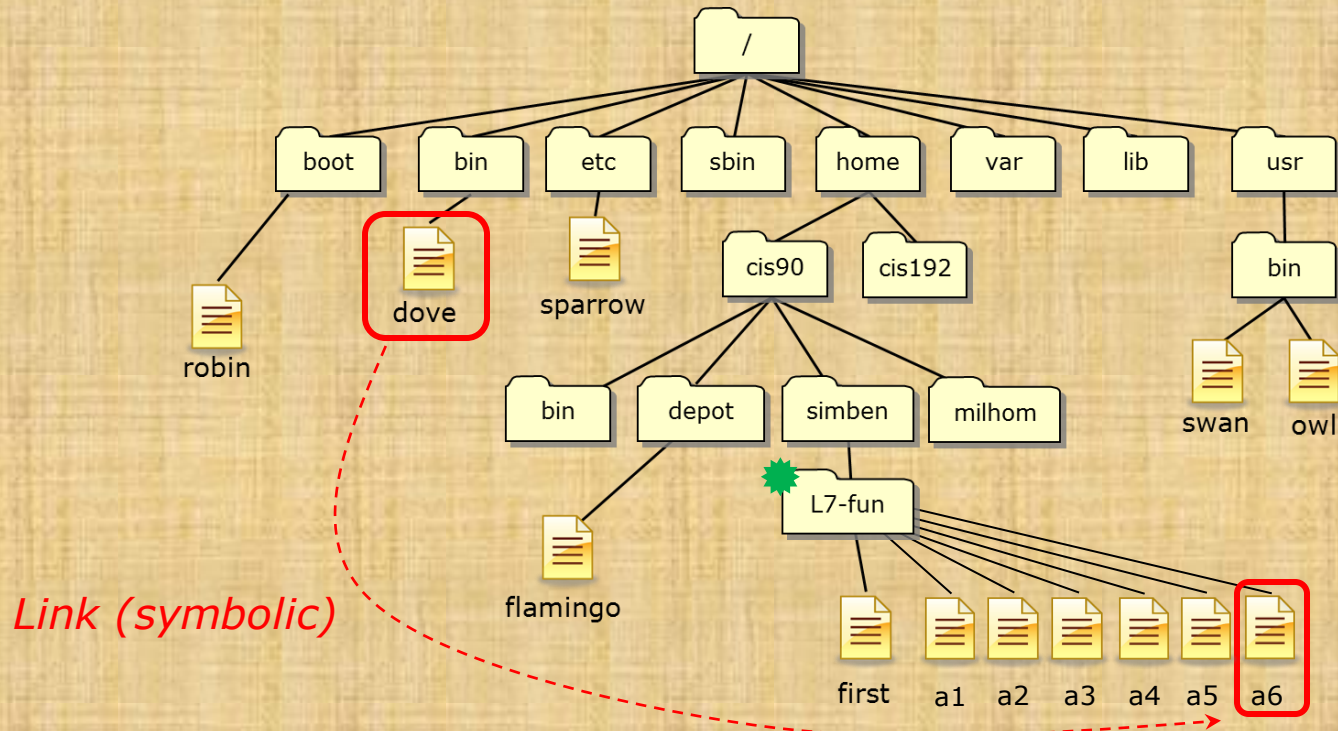 /
boot
bin
etc
sbin
home
var
lib
usr
dove
sparrow
robin
cis90
cis192
bin
swan
owl
bin
depot
simben
milhom
L7-fun
flamingo
Link (symbolic)
first
a1
a2
a3
a4
a5
a6